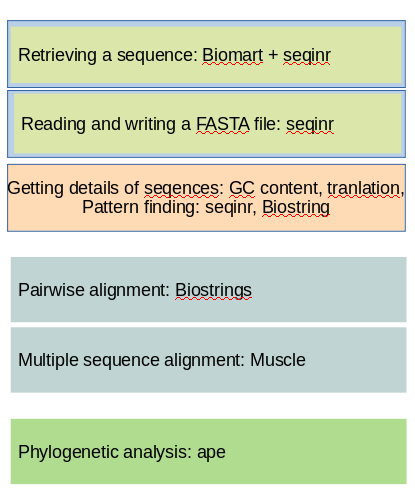 Retrieving a sequence: Biomart + seqinr
Reading and writing a FASTA file: seqinr
Getting details of seqences: GC content, tranlation,
Pattern finding: seqinr, Biostring
Pairwise alignment: Biostrings
Multiple sequence alignment: Muscle
Phylogenetic analysis: ape